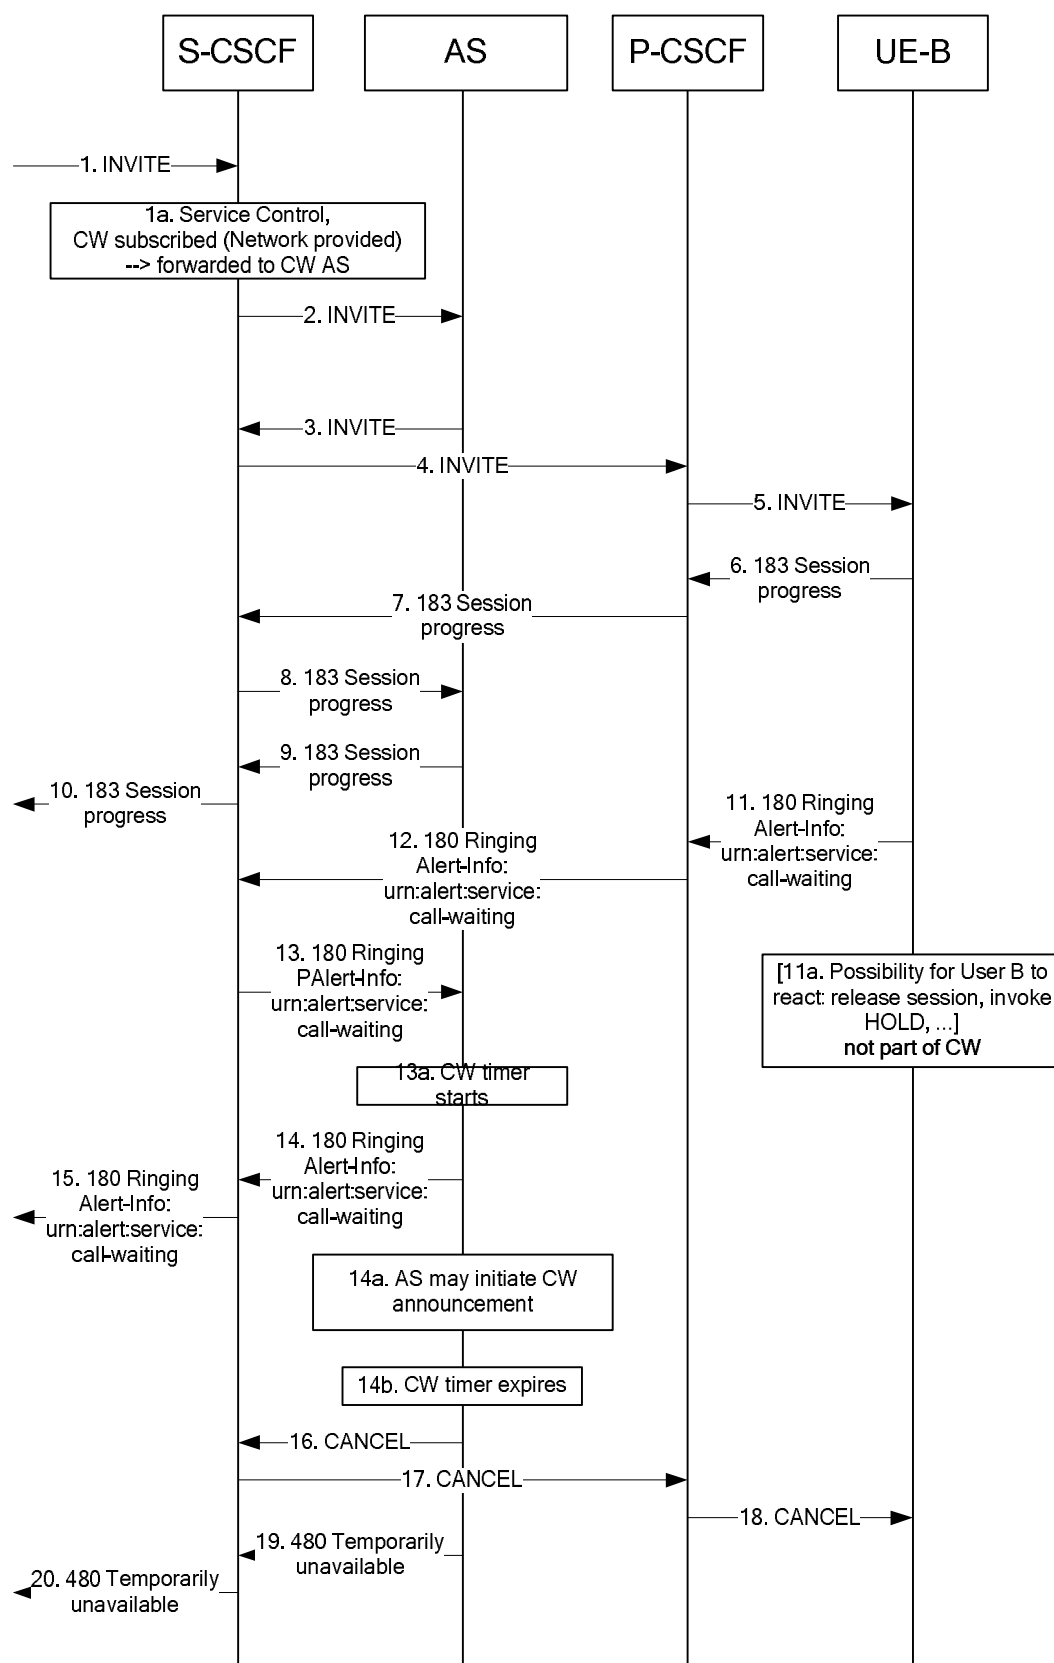 S-CSCF
AS
P-CSCF
UE-B
1. INVITE
1a. Service Control,
CW subscribed (Network provided)
--> forwarded to CW AS
2. INVITE
3. INVITE
4. INVITE
5. INVITE
6. 183 Session
progress
7. 183 Session
progress
8. 183 Session
progress
9. 183 Session
progress
10. 183 Session
progress
11. 180 Ringing
Alert-Info:
urn:alert:service:
call-waiting
12. 180 Ringing
Alert-Info:
urn:alert:service:
call-waiting
13. 180 Ringing
PAlert-Info:
urn:alert:service:
call-waiting
[11a. Possibility for User B to
react: release session, invoke
HOLD, ...]
not part of CW
13a. CW timer
starts
14. 180 Ringing
Alert-Info:
urn:alert:service:
call-waiting
15. 180 Ringing
Alert-Info:
urn:alert:service:
call-waiting
14a. AS may initiate CW
announcement
14b. CW timer expires
16. CANCEL
17. CANCEL
18. CANCEL
19. 480 Temporarily
unavailable
20. 480 Temporarily
unavailable